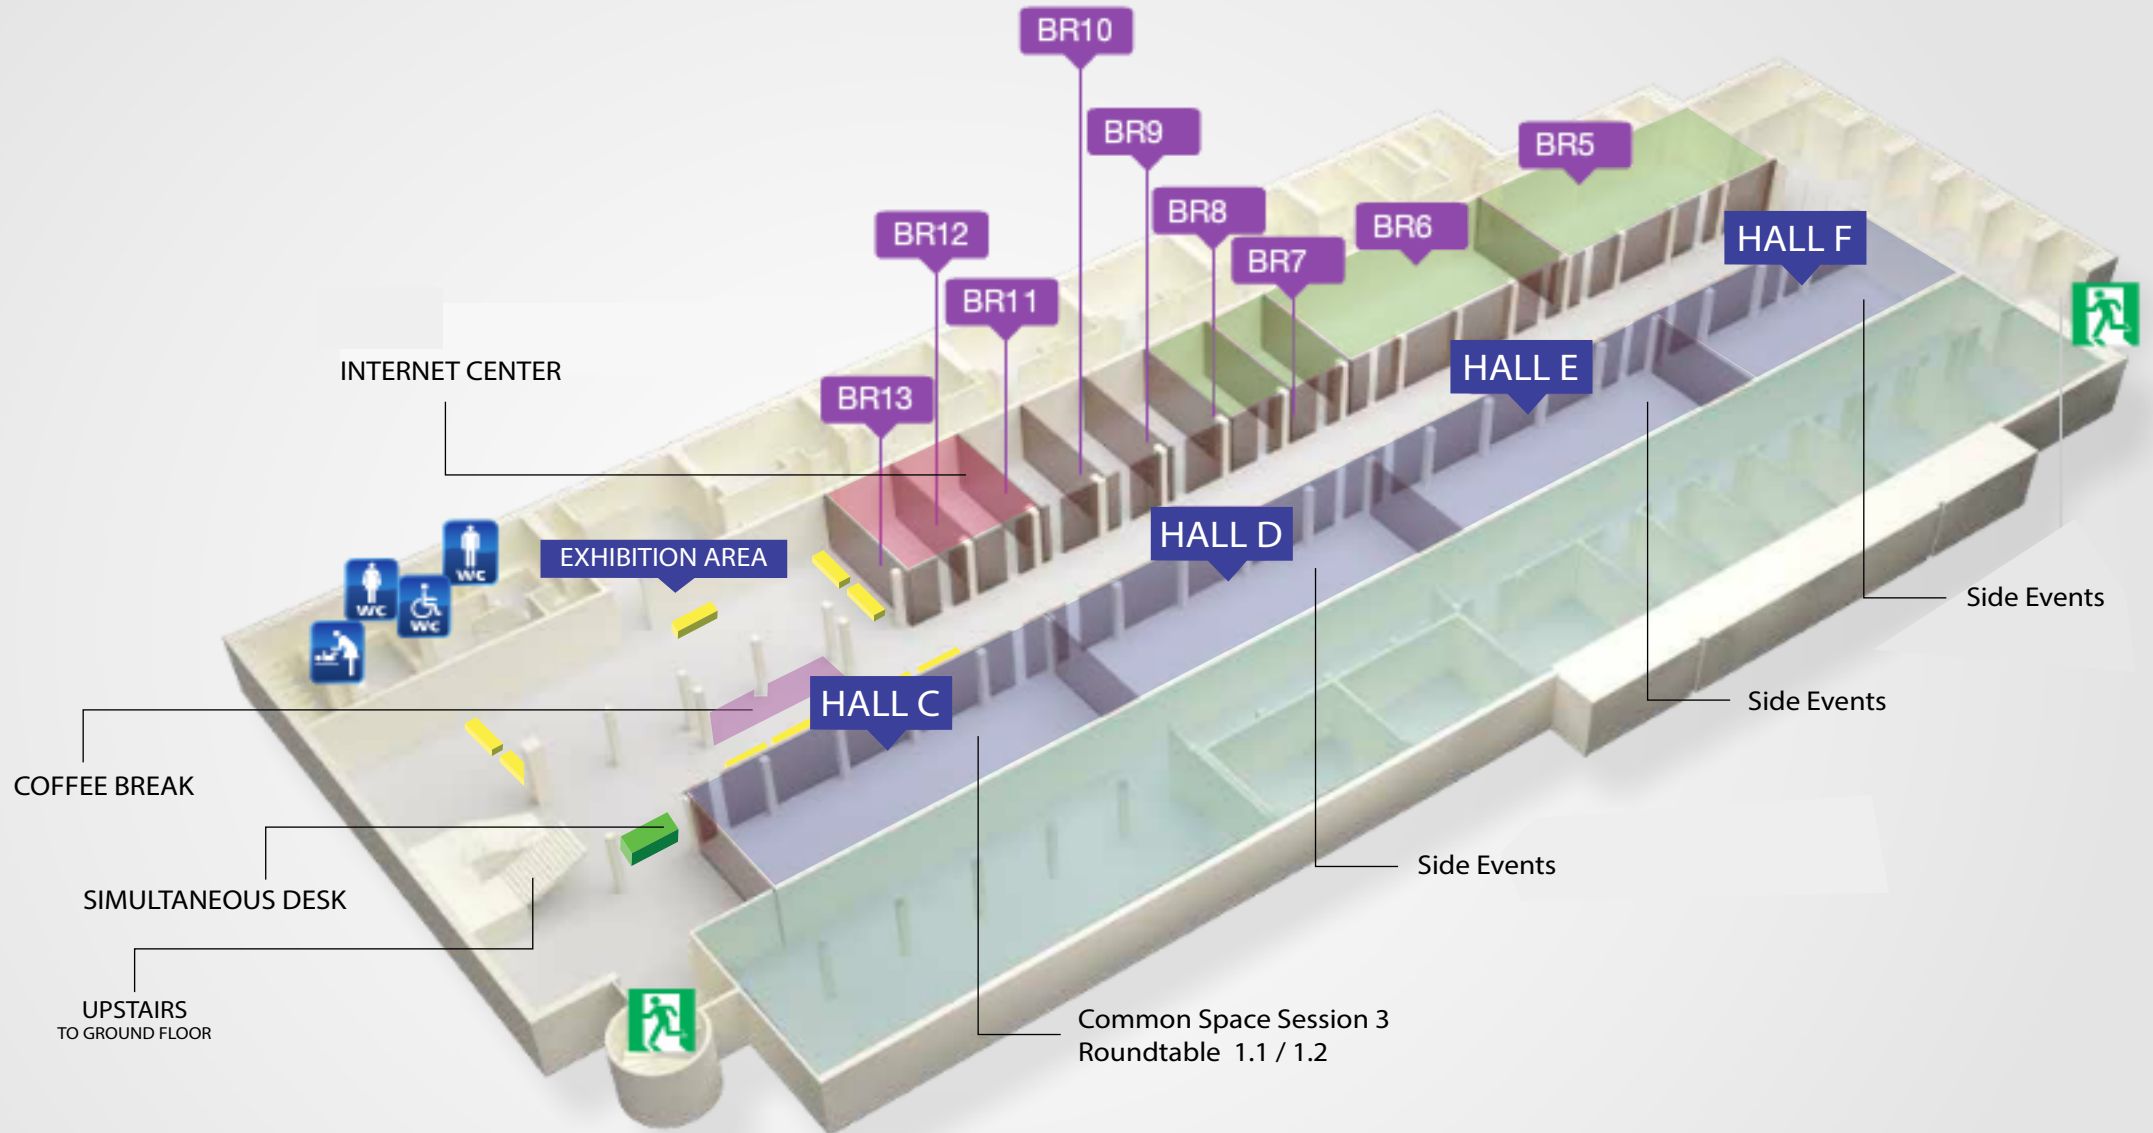 BR10
BR9
BR5
BR8
BR6
BR12
HALL F
BR7
BR11
INTERNET CENTER
HALL E
BR13
HALL D
WC
EXHIBITION AREA
WC
WC
Side Events
HALL C
Side Events
COFFEE BREAK
Side Events
SIMULTANEOUS DESK
UPSTAIRS
TO GROUND FLOOR
Common Space Session 3
Roundtable 1.1 / 1.2